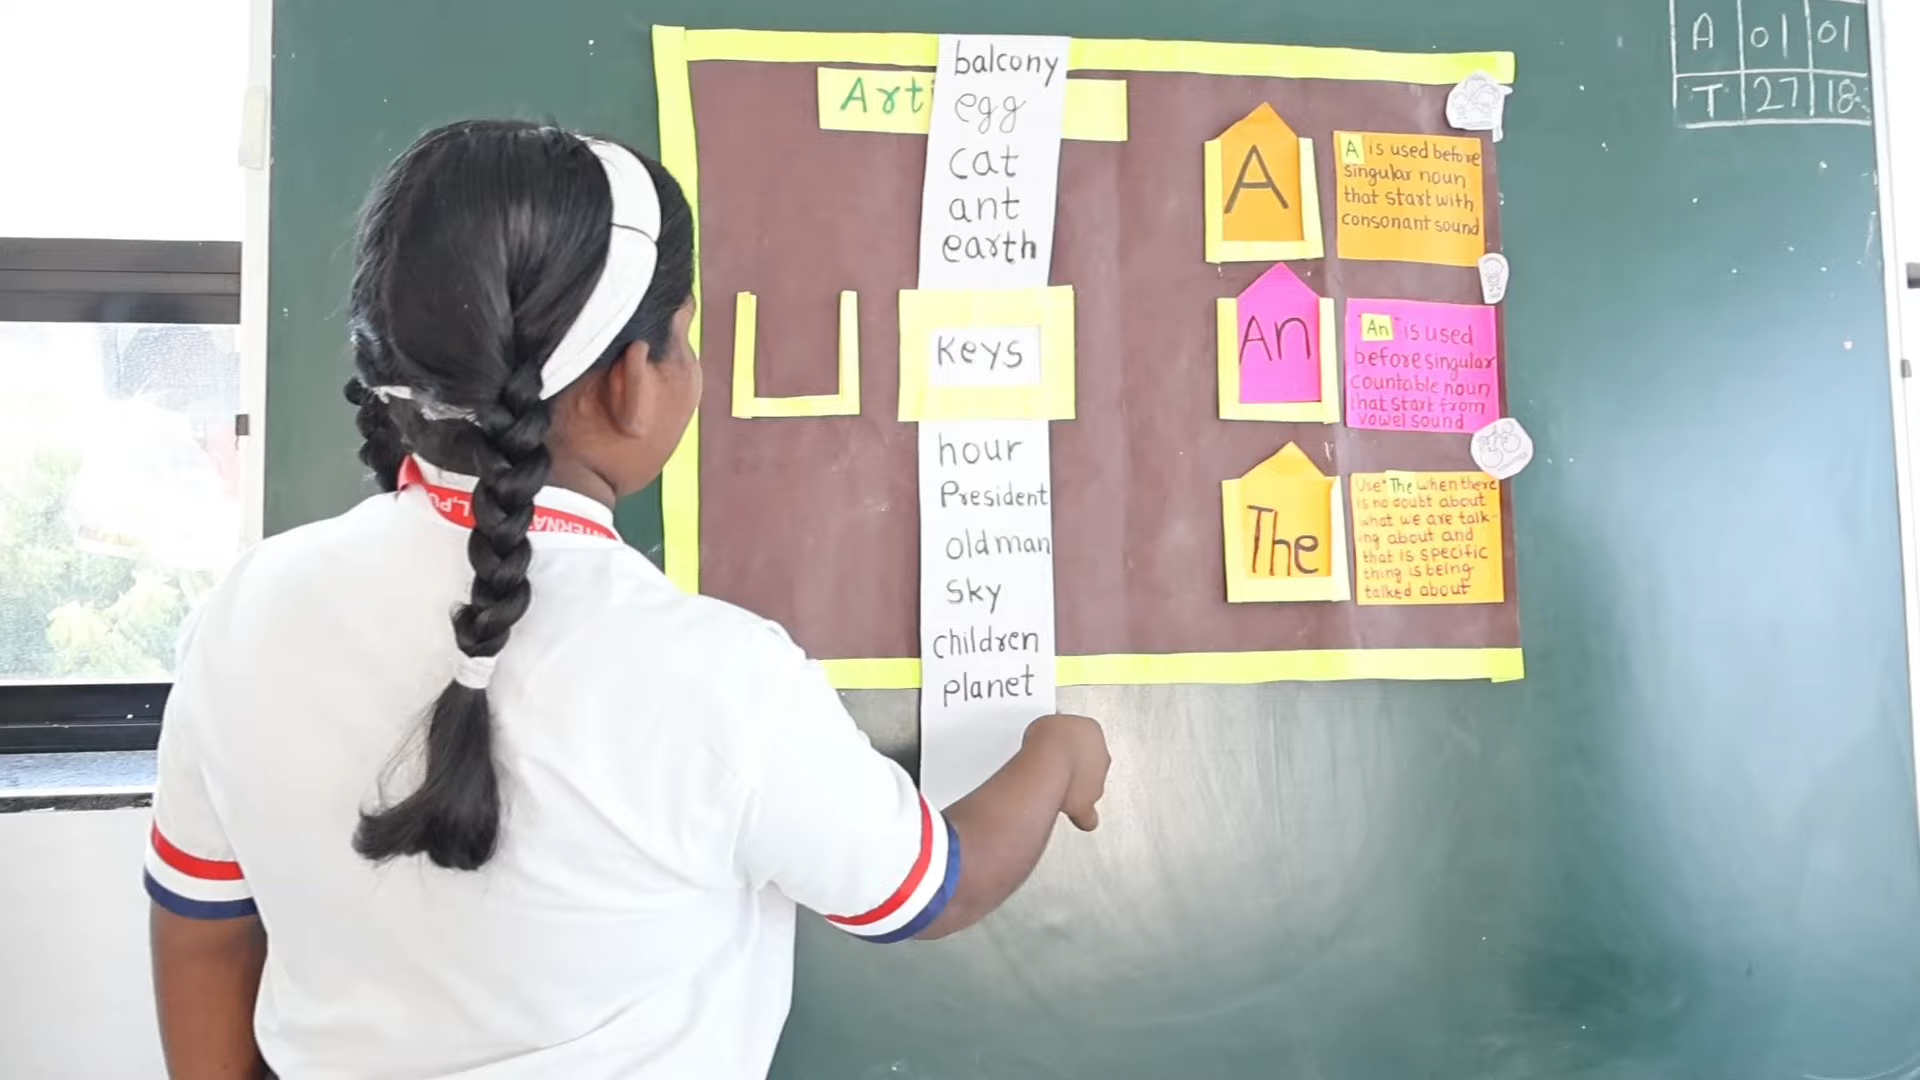 Arti
balcony
egg
cat
ant
earth
keys
hour
President
oldman
sky
children
planet
A
A is used before
singular noun
that start with
consonant sound
An
An is used
before singular
countable noun
that start from
vowel sound
The
Use "The when there
is no doubt about
what we are talk-
ing about and
that is specific
thing is being
talked about
A 01 01
T 27 18
INTERNAT
L,PU